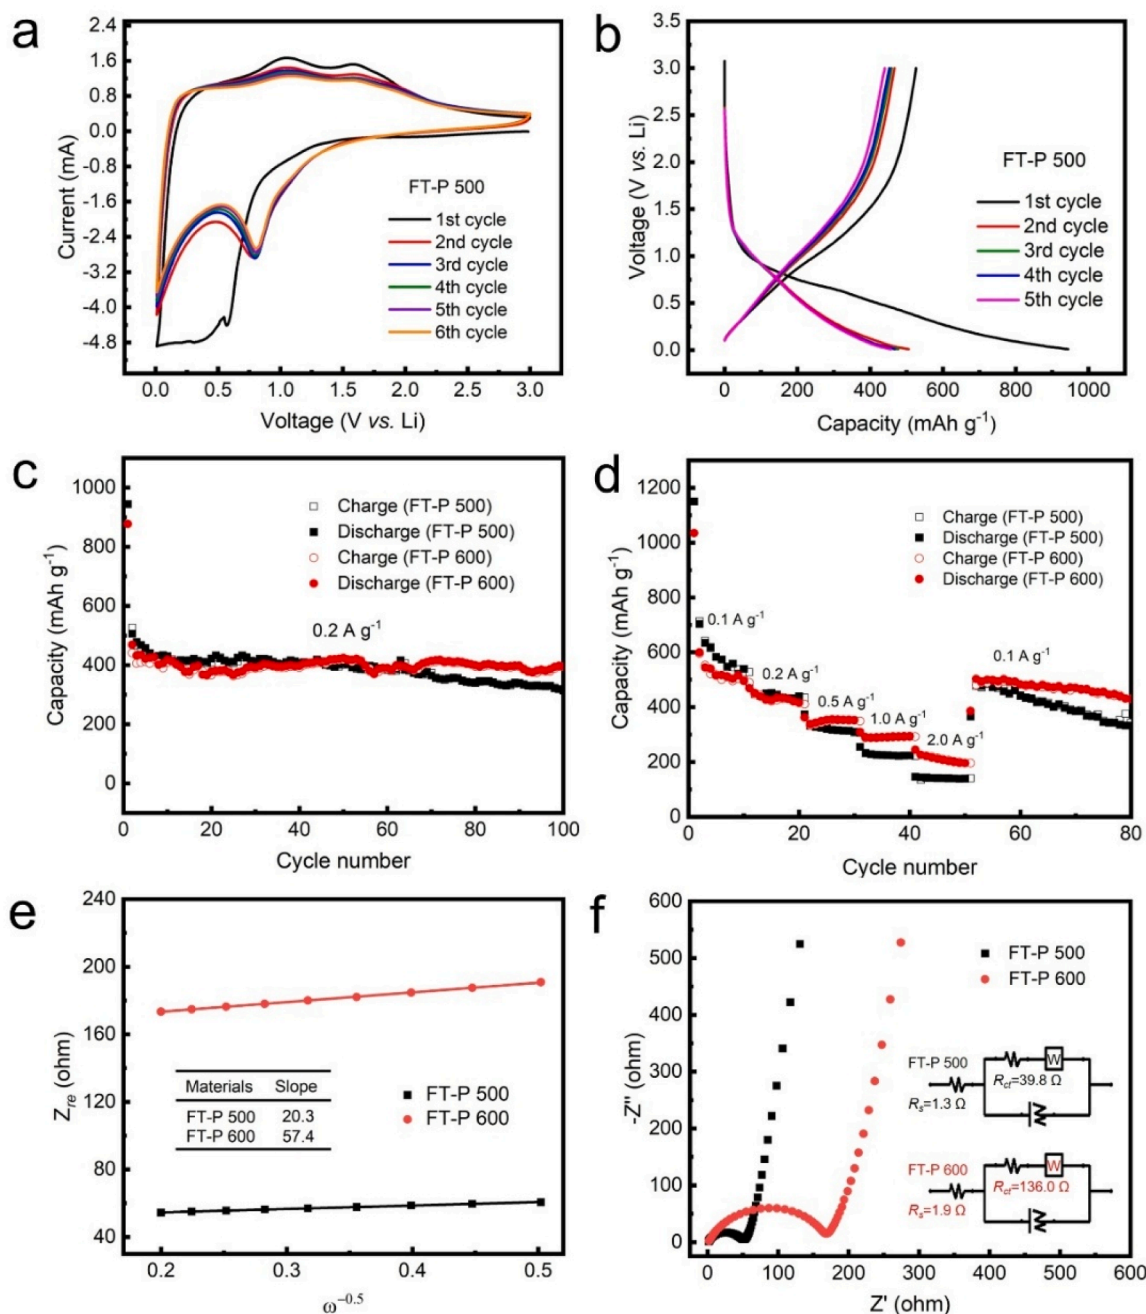 a
2.4
1.6
0.8
0.0
-0.8
-1.6
-2.4
-3.2
-4.0
-4.8
Current (mA)
FT-P 500
1st cycle
2nd cycle
3rd cycle
4th cycle
5th cycle
6th cycle
0.0 0.5 1.0 1.5 2.0 2.5 3.0
Voltage (V vs. Li)
b
3.0
2.5
2.0
1.5
1.0
0.5
0.0
Voltage (V vs. Li)
FT-P 500
1st cycle
2nd cycle
3rd cycle
4th cycle
5th cycle
0 200 400 600 800 1000
Capacity (mAh g⁻¹)
c
1000
800
600
400
200
0
Capacity (mAh g⁻¹)
Charge (FT-P 500)
Discharge (FT-P 500)
Charge (FT-P 600)
Discharge (FT-P 600)
0.2 A g⁻¹
0 20 40 60 80 100
Cycle number
d
1200
1000
800
600
400
200
0
Capacity (mAh g⁻¹)
Charge (FT-P 500)
Discharge (FT-P 500)
Charge (FT-P 600)
Discharge (FT-P 600)
0.1 A g⁻¹
0.2 A g⁻¹
0.5 A g⁻¹
1.0 A g⁻¹
2.0 A g⁻¹
0.1 A g⁻¹
0 20 40 60 80
Cycle number
e
240
200
160
120
80
40
Zre (ohm)
Materials Slope
FT-P 500 20.3
FT-P 600 57.4
FT-P 500
FT-P 600
0.2 0.3 0.4 0.5
ω⁻⁰·⁵
f
600
500
400
300
200
100
0
-Z" (ohm)
FT-P 500
FT-P 600
FT-P 500
W
Rct=39.8 Ω
Rs=1.3 Ω
FT-P 600
W
Rct=136.0 Ω
Rs=1.9 Ω
0 100 200 300 400 500 600
Z' (ohm)